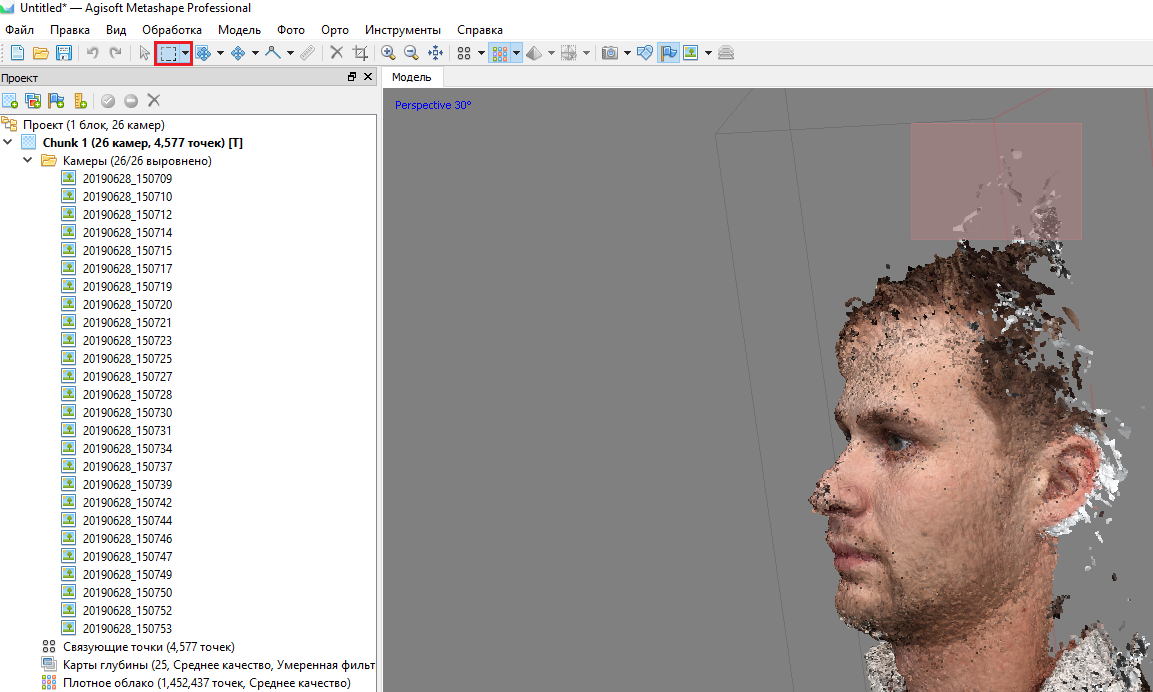 Untitled* — Agisoft Metashape Professional
Файл Правка Вид Обработка Модель Фото Орто Инструменты Справка
Проект
Модель
Perspective 30°
Проект (1 блок, 26 камер)
Chunk 1 (26 камер, 4,577 точек) [T]
Камеры (26/26 выровнено)
20190628_150709
20190628_150710
20190628_150712
20190628_150714
20190628_150715
20190628_150717
20190628_150719
20190628_150720
20190628_150721
20190628_150723
20190628_150725
20190628_150727
20190628_150728
20190628_150730
20190628_150731
20190628_150734
20190628_150737
20190628_150739
20190628_150742
20190628_150744
20190628_150746
20190628_150747
20190628_150749
20190628_150750
20190628_150752
20190628_150753
Связующие точки (4,577 точек)
Карты глубины (25, Среднее качество, Умеренная фильт
Плотное облако (1,452,437 точек, Среднее качество)